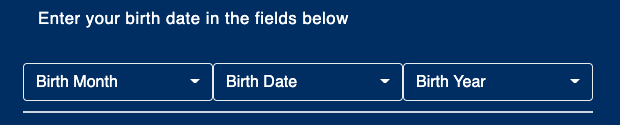 Enter your birth date in the fields below
Birth Month Birth Date Birth Year